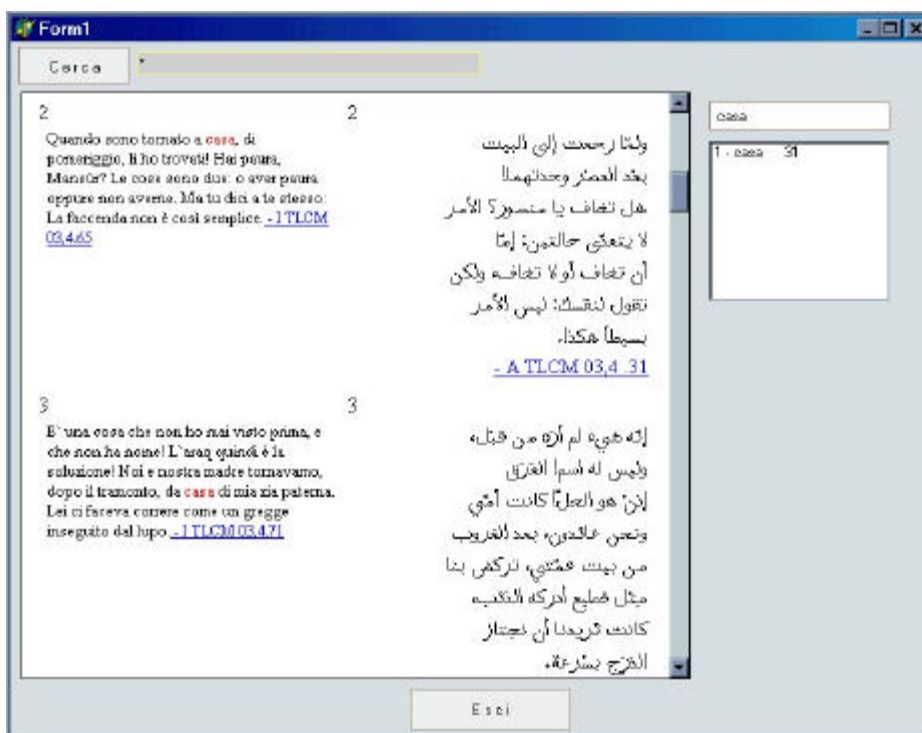 Form1
Cerca
*
casa
1 - casa 31
2
Quando sono tornato a casa, di
pomeriggio, li ho trovati! Hai paura,
Mansūr? Le cose sono due: o aver paura
oppure non averne. Ma tu dici a te stesso:
La faccenda non è così semplice. - I TLCM
03,4.65
2
ولمّا رجعت إلى البيت
بعد العصر وجدتهما!
هل تخاف يا منصور؟ الأمر
لا يتعدّى حالتين: إمّا
أن تخاف أو لا تخاف، ولكن
تقول لنفسك: ليس الأمر
بسيطاً هكذا.
- A TLCM 03,4 .31
3
E` una cosa che non ho mai visto prima, e
che non ha nome! L`araq quindi è la
soluzione! Noi e nostra madre tornavamo,
dopo il tramonto, da casa di mia zia paterna.
Lei ci faceva correre come un gregge
inseguito dal lupo. - I TLCM 03,4.71
3
إنّه شيء لم أره من قبل،
وليس له اسم! العرق
إذن هو الحل! كانت أمّي
ونحن عائدون، بعد الغروب
من بيت عمّتي، تركض بنا
مثل قطيع أدركه الذئب،
كانت تريدنا أن نجتاز
بسرعة.
Esci